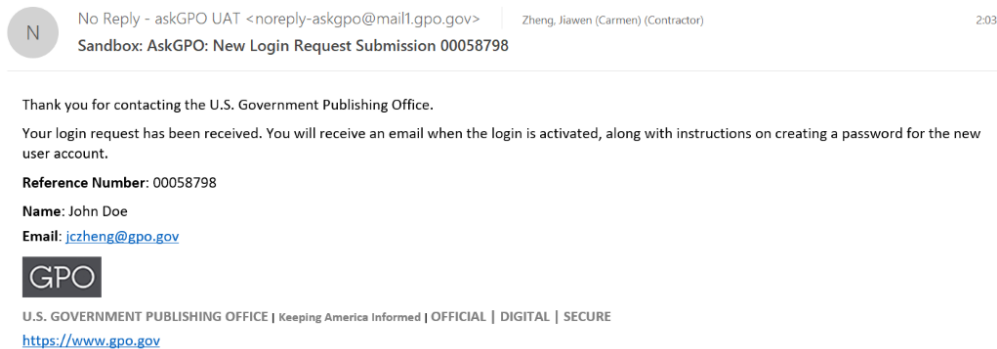 N
No Reply - askGPO UAT <noreply-askgpo@mail1.gpo.gov>
Zheng, Jiawen (Carmen) (Contractor)
2:03
Sandbox: AskGPO: New Login Request Submission 00058798
Thank you for contacting the U.S. Government Publishing Office.
Your login request has been received. You will receive an email when the login is activated, along with instructions on creating a password for the new
user account.
Reference Number: 00058798
Name: John Doe
Email: jczheng@gpo.gov
GPO
U.S. GOVERNMENT PUBLISHING OFFICE | Keeping America Informed | OFFICIAL | DIGITAL | SECURE
https://www.gpo.gov